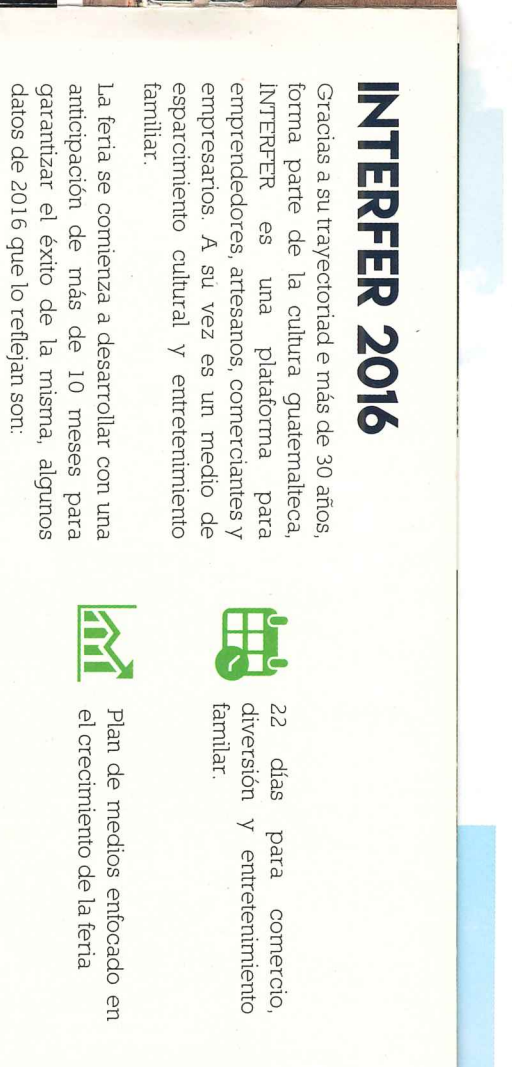 INTERFER 2016
Gracias a su trayectoriad e más de 30 años,
forma parte de la cultura guatemalteca,
INTERFER es una plataforma para
emprendedores, artesanos, comerciantes y
empresarios. A su vez es un medio de
esparcimiento cultural y entretenimiento
familiar.
La feria se comienza a desarrollar con una
anticipación de más de 10 meses para
garantizar el éxito de la misma, algunos
datos de 2016 que lo reflejan son:
22 días para comercio,
diversión y entretenimiento
familar.
Plan de medios enfocado en
el crecimiento de la feria